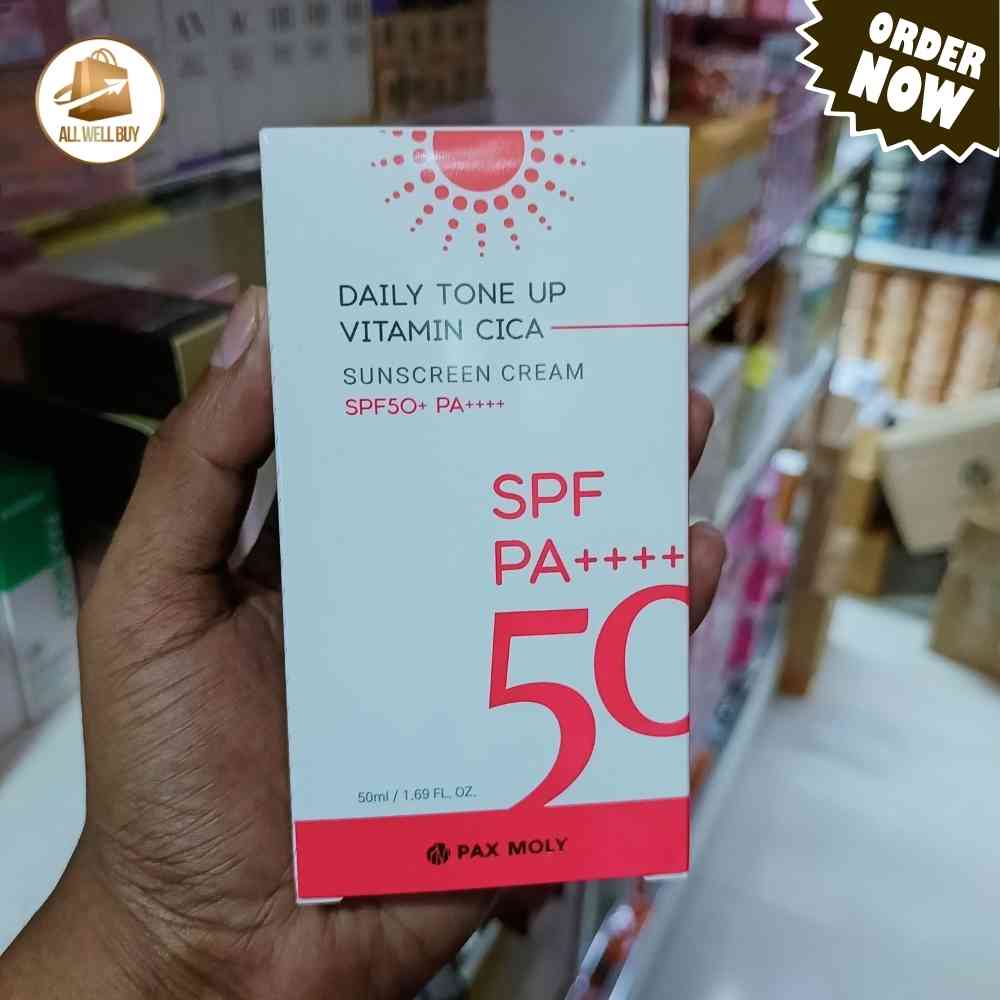 ALL WELL BUY
ORDER
NOW
DAILY TONE UP
VITAMIN CICA
SUNSCREEN CREAM
SPF50+ PA++++
SPF
PA++++
50
50ml / 1.69 FL. OZ.
PAX MOLY